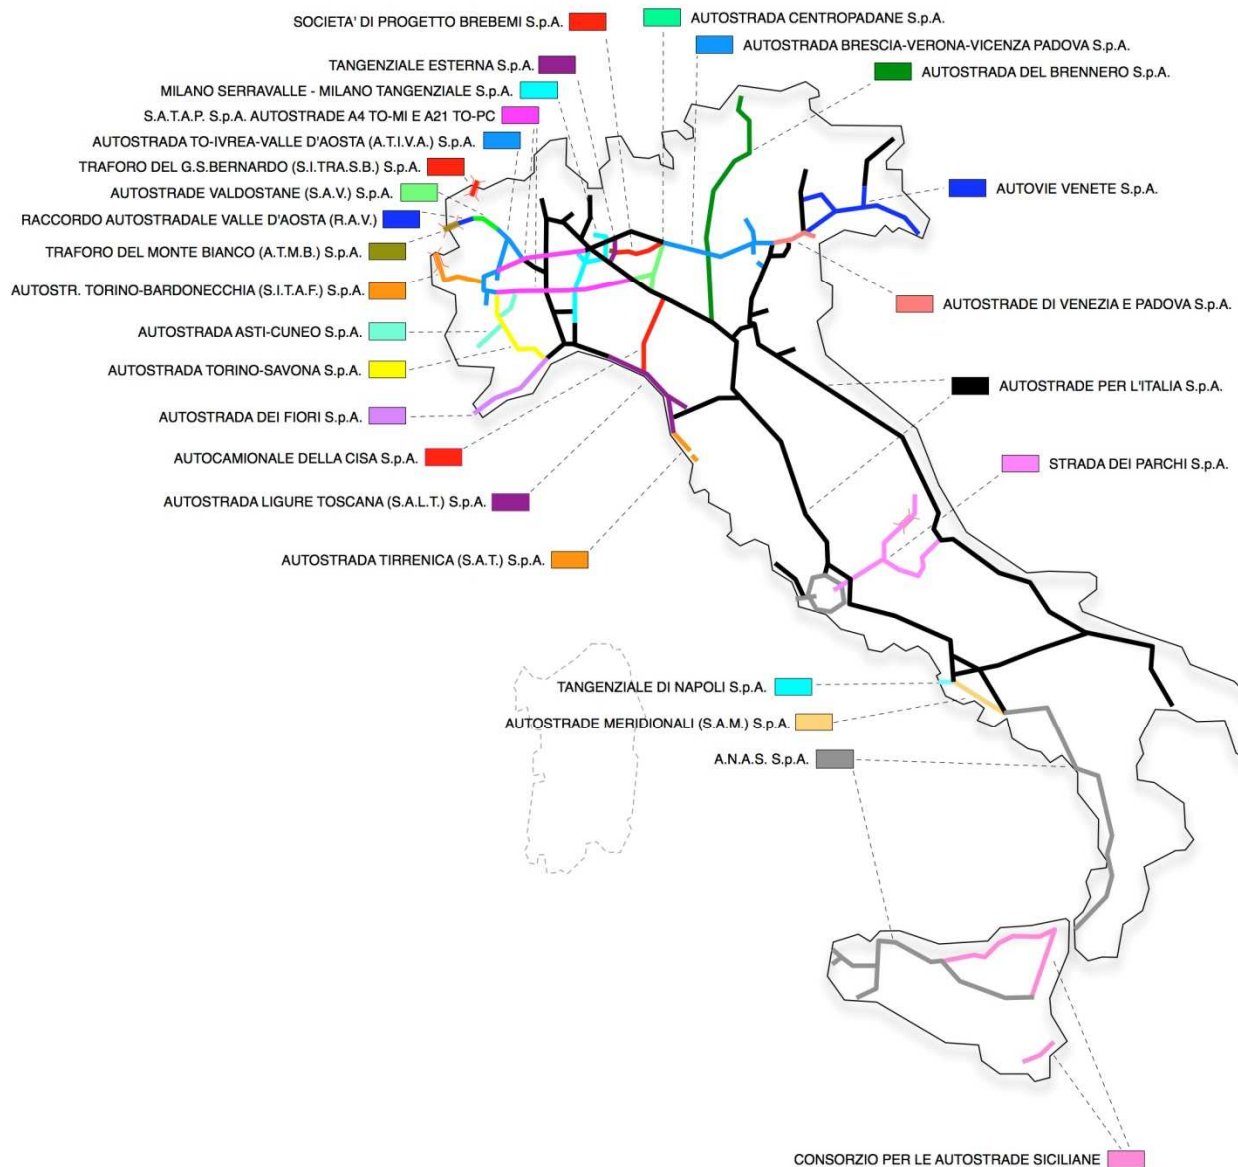 SOCIETA' DI PROGETTO BREBEMI S.p.A.
AUTOSTRADA CENTROPADANE S.p.A.
AUTOSTRADA BRESCIA-VERONA-VICENZA PADOVA S.p.A.
TANGENZIALE ESTERNA S.p.A.
AUTOSTRADA DEL BRENNERO S.p.A.
MILANO SERRAVALLE - MILANO TANGENZIALE S.p.A.
S.A.T.A.P. S.p.A. AUTOSTRADE A4 TO-MI E A21 TO-PC
AUTOSTRADA TO-IVREA-VALLE D'AOSTA (A.T.I.V.A.) S.p.A.
TRAFORO DEL G.S.BERNARDO (S.I.TRA.S.B.) S.p.A.
AUTOSTRADE VALDOSTANE (S.A.V.) S.p.A.
AUTOVIE VENETE S.p.A.
RACCORDO AUTOSTRADALE VALLE D'AOSTA (R.A.V.)
TRAFORO DEL MONTE BIANCO (A.T.M.B.) S.p.A.
AUTOSTR. TORINO-BARDONECCHIA (S.I.T.A.F.) S.p.A.
AUTOSTRADE DI VENEZIA E PADOVA S.p.A.
AUTOSTRADA ASTI-CUNEO S.p.A.
AUTOSTRADA TORINO-SAVONA S.p.A.
AUTOSTRADE PER L'ITALIA S.p.A.
AUTOSTRADA DEI FIORI S.p.A.
AUTOCAMIONALE DELLA CISA S.p.A.
STRADA DEI PARCHI S.p.A.
AUTOSTRADA LIGURE TOSCANA (S.A.L.T.) S.p.A.
AUTOSTRADA TIRRENICA (S.A.T.) S.p.A.
TANGENZIALE DI NAPOLI S.p.A.
AUTOSTRADE MERIDIONALI (S.A.M.) S.p.A.
A.N.A.S. S.p.A.
CONSORZIO PER LE AUTOSTRADE SICILIANE